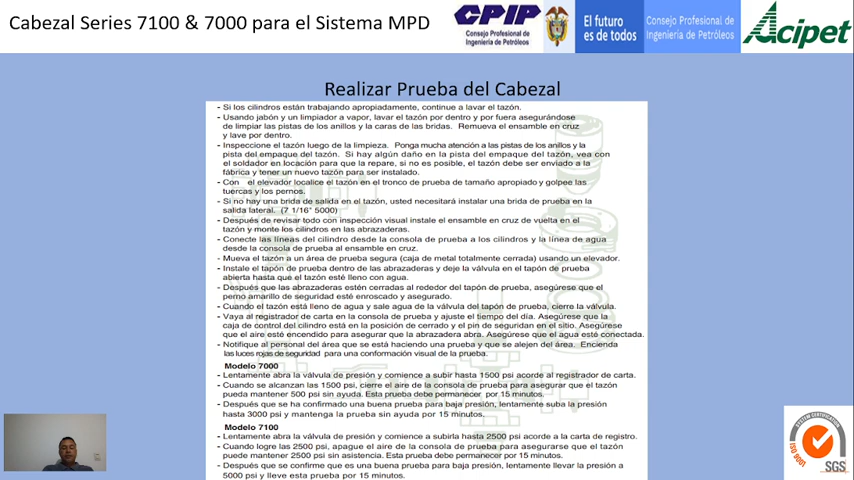 Cabezal Series 7100 & 7000 para el Sistema MPD
CPIP
Consejo Profesional de
Ingeniería de Petróleos
El futuro
es de todos
Consejo Profesional de
Ingeniería de Petróleos
Acipet
Realizar Prueba del Cabezal
- Si los cilindros están trabajando apropiadamente, continue a lavar el tazón.
- Usando jabón y un limpiador a vapor, lavar el tazón por dentro y por fuera asegurándose
de limpiar las pistas de los anillos y la caras de las bridas. Remueva el ensamble en cruz
y lave por dentro.
- Inspeccione el tazón luego de la limpieza. Ponga mucha atención a las pistas de los anillos y la
pista del empaque del tazón. Si hay algún daño en la pista del empaque del tazón, vea con
el soldador en locación para que la repare, si no es posible, el tazón debe ser enviado a la
fábrica y tener un nuevo tazón para ser instalado.
- Con el elevador localice el tazón en el tronco de prueba de tamaño apropiado y golpee las
tuercas y los pernos.
- Si no hay una brida de salida en el tazón, usted necesitará instalar una brida de prueba en la
salida lateral. (7 1/16" 5000)
- Después de revisar todo con inspección visual instale el ensamble en cruz de vuelta en el
tazón y monte los cilindros en las abrazaderas.
- Conecte las líneas del cilindro desde la consola de prueba a los cilindros y la línea de agua
desde la consola de prueba al ensamble en cruz.
- Mueva el tazón a un área de prueba segura (caja de metal totalmente cerrada) usando un elevador.
- Instale el tapón de prueba dentro de las abrazaderas y deje la válvula en el tapón de prueba
abierta hasta que el tazón esté lleno con agua.
- Después que las abrazaderas estén cerradas al rededor del tapón de prueba, asegúrese que el
perno amarillo de seguridad esté enroscado y asegurado.
- Cuando el tazón está lleno de agua y sale agua de la válvula del tapón de prueba, cierre la válvula.
- Vaya al registrador de carta en la consola de prueba y ajuste el tiempo del día. Asegúrese que la
caja de control del cilindro está en la posición de cerrado y el pin de seguridan en el sitio. Asegúrese
que el aire esté encendido para asegurar que la abrazadera abra. Asegúrese que el agua esté conectada.
- Notifique al personal del área que se está haciendo una prueba y que se alejen del área. Encienda
las luces rojas de seguridad para una conformación visual de la prueba.
Modelo 7000
- Lentamente abra la válvula de presión y comience a subir hasta 1500 psi acorde al registrador de carta.
- Cuando se alcanzan las 1500 psi, cierre el aire de la consola de prueba para asegurar que el tazón
pueda mantener 500 psi sin ayuda. Esta prueba debe permanecer por 15 minutos.
- Después que se ha confirmado una buena prueba para baja presión, lentamente suba la presión
hasta 3000 psi y mantenga la prueba sin ayuda por 15 minutos.
Modelo 7100
- Lentamente abra la válvula de presión y comience a subirla hasta 2500 psi acorde a la carta de registro.
- Cuando logre las 2500 psi, apague el aire de la consola de prueba para asegurarse que el tazón
puede mantener 2500 psi sin asistencia. Esta prueba debe permanecer por 15 minutos.
- Después que se confirme que es una buena prueba para baja presión, lentamente llevar la presión a
5000 psi y lleve esta prueba por 15 minutos.
SYSTEM CERTIFICATION
ISO 9001
SGS